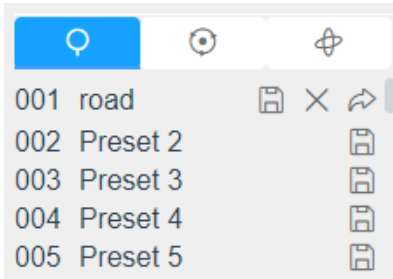 001 road
002 Preset 2
003 Preset 3
004 Preset 4
005 Preset 5